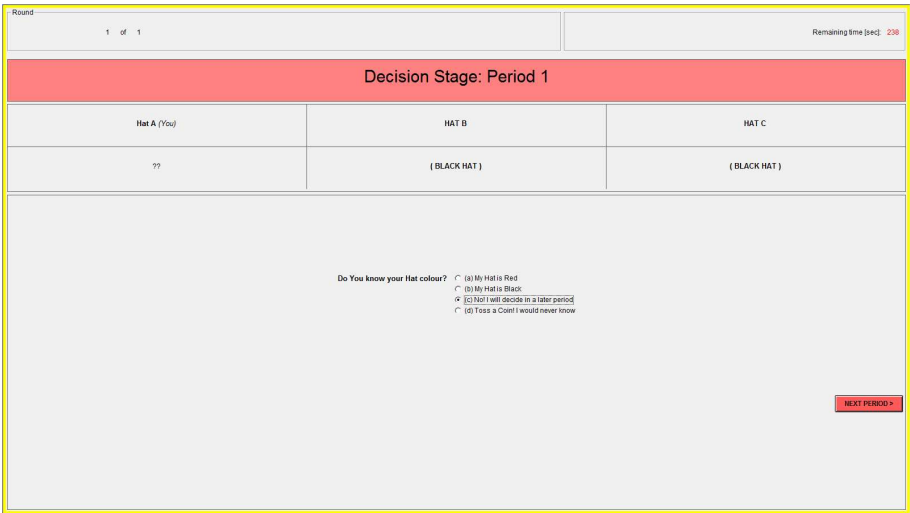 Round
1 of 1
Remaining time [sec]: 238
Decision Stage: Period 1
Hat A (You)
HAT B
HAT C
??
( BLACK HAT )
( BLACK HAT )
Do You know your Hat colour?
(a) My Hat is Red
(b) My Hat is Black
(c) No! I will decide in a later period
(d) Toss a Coin! I would never know
NEXT PERIOD >